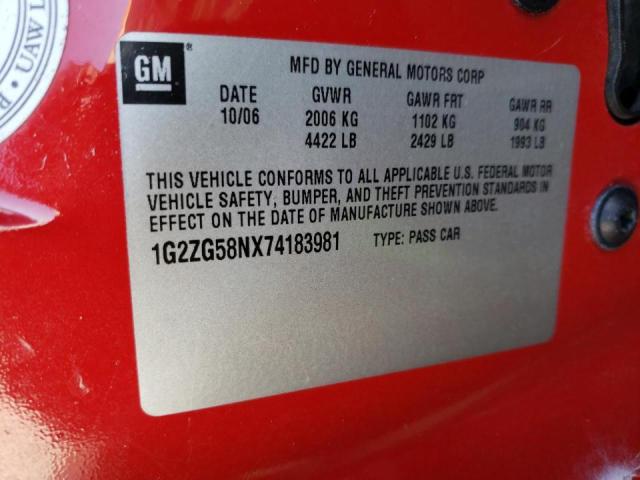 UAW L
GM ®
MFD BY GENERAL MOTORS CORP
DATE GVWR GAWR FRT GAWR RR
10/06 2006 KG 1102 KG 904 KG
4422 LB 2429 LB 1993 LB
THIS VEHICLE CONFORMS TO ALL APPLICABLE U.S. FEDERAL MOTOR
VEHICLE SAFETY, BUMPER, AND THEFT PREVENTION STANDARDS IN
EFFECT ON THE DATE OF MANUFACTURE SHOWN ABOVE.
1G2ZG58NX74183981 TYPE: PASS CAR